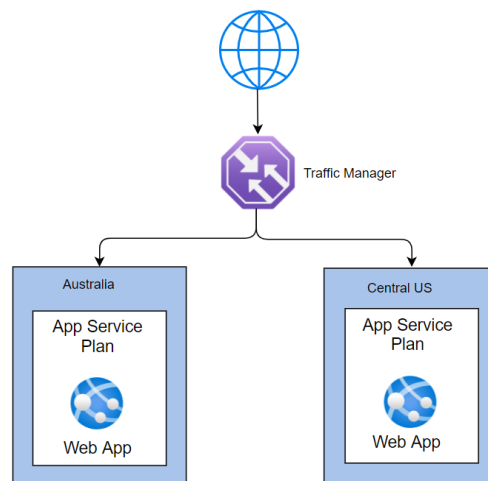 Traffic Manager
Australia
App Service
Plan
Web App
Central US
App Service
Plan
Web App